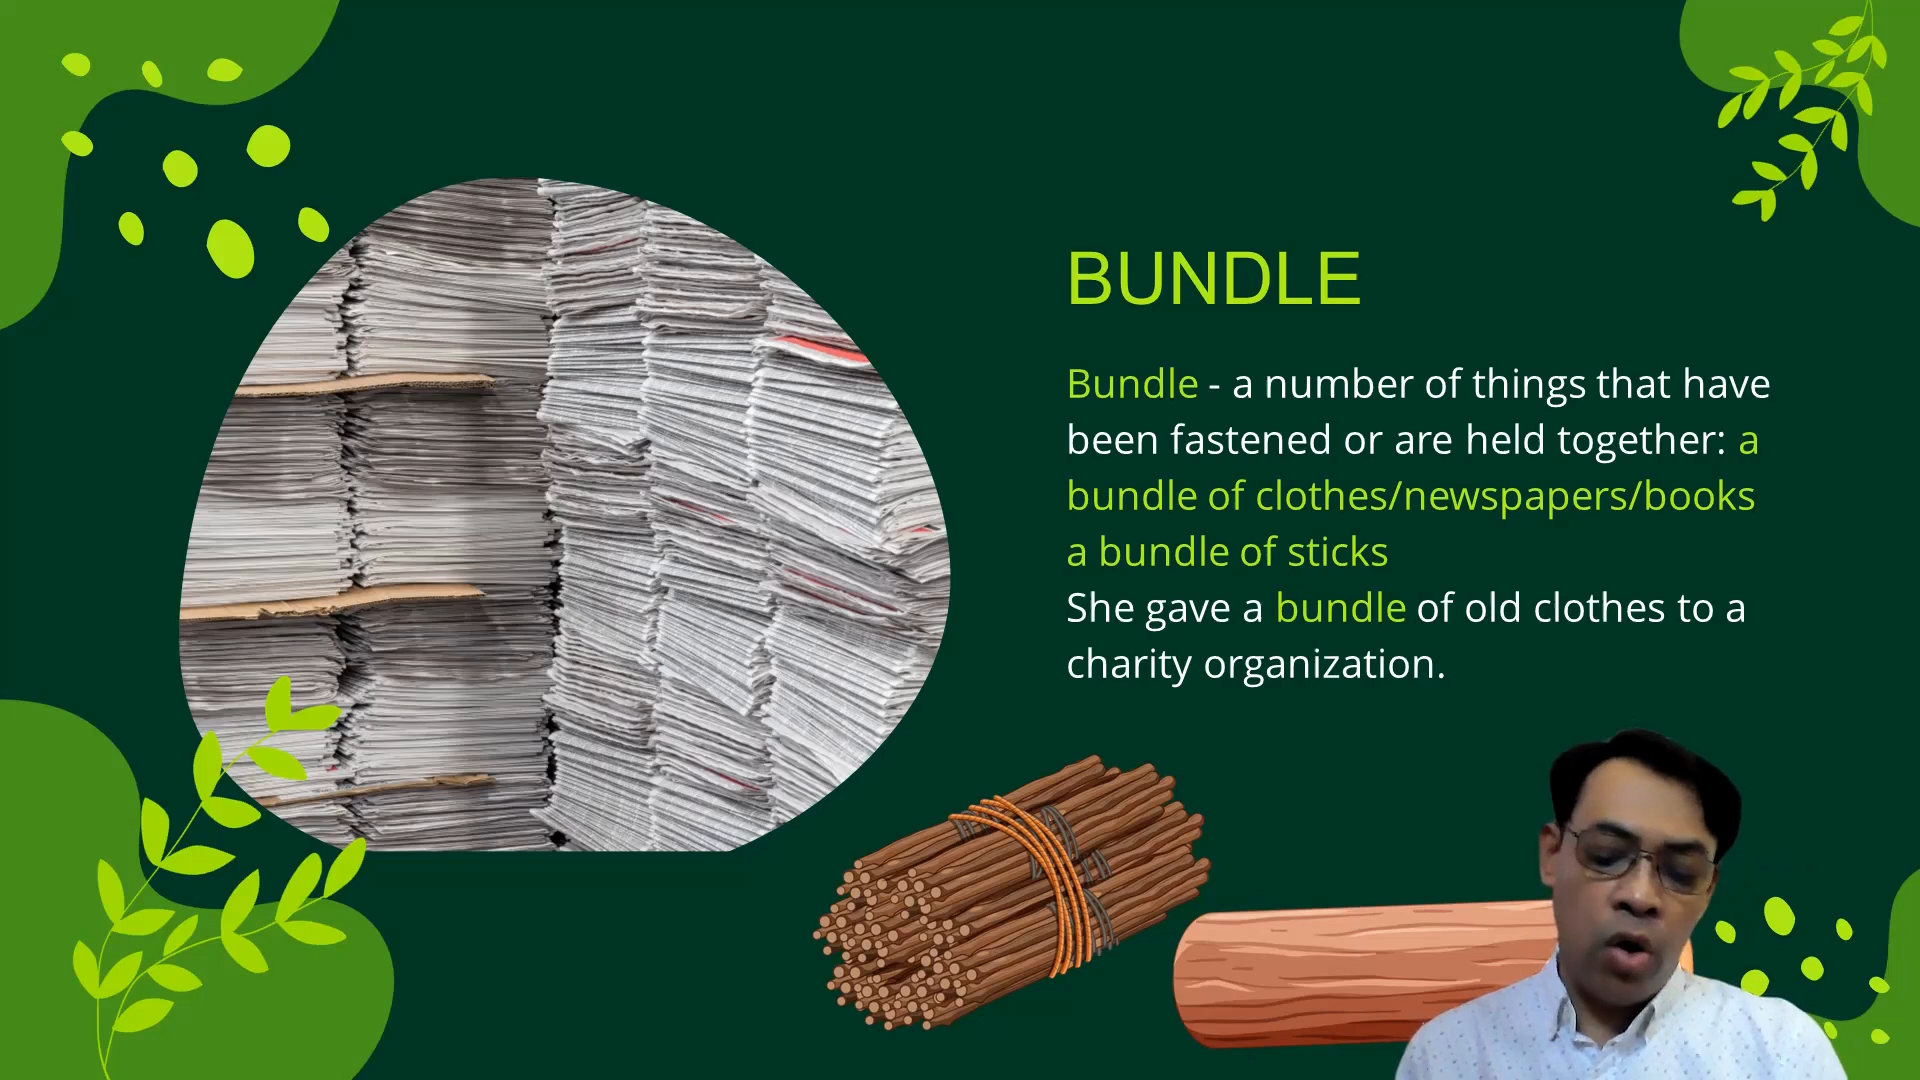 BUNDLE
Bundle - a number of things that have
been fastened or are held together: a
bundle of clothes/newspapers/books
a bundle of sticks
She gave a bundle of old clothes to a
charity organization.